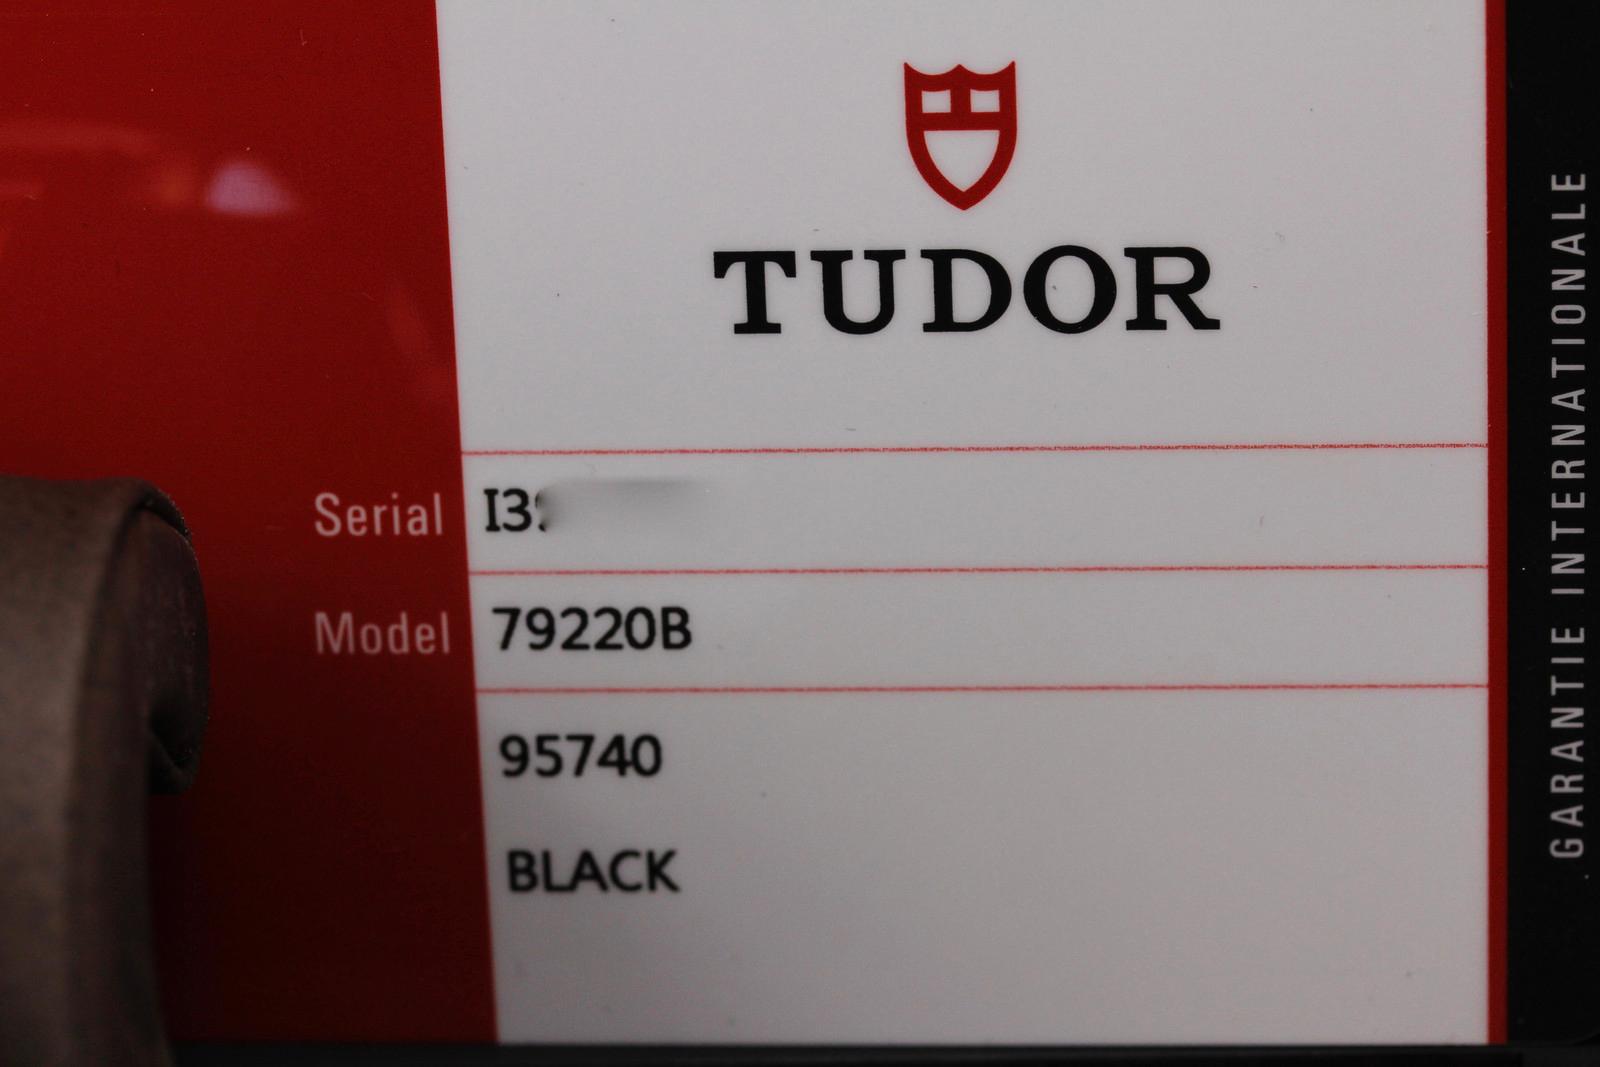 TUDOR
Serial I3
Model 79220B
95740
BLACK
GARANTIE INTERNATIONALE